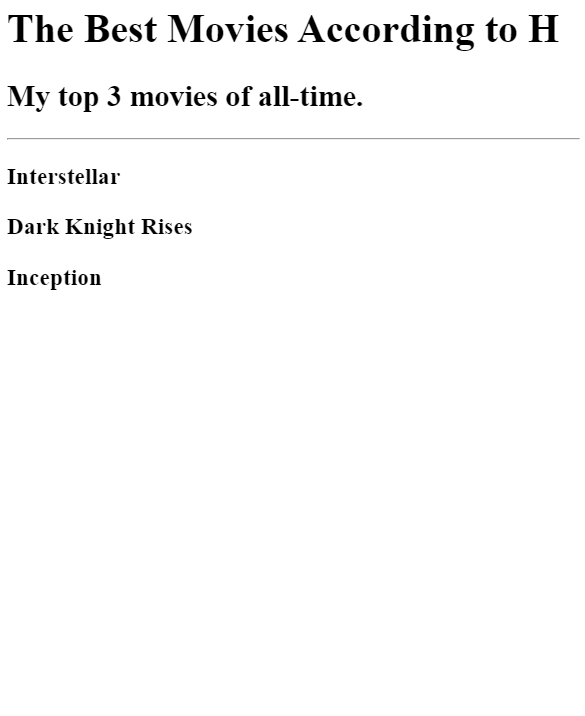 The Best Movies According to H
My top 3 movies of all-time.
Interstellar
Dark Knight Rises
Inception